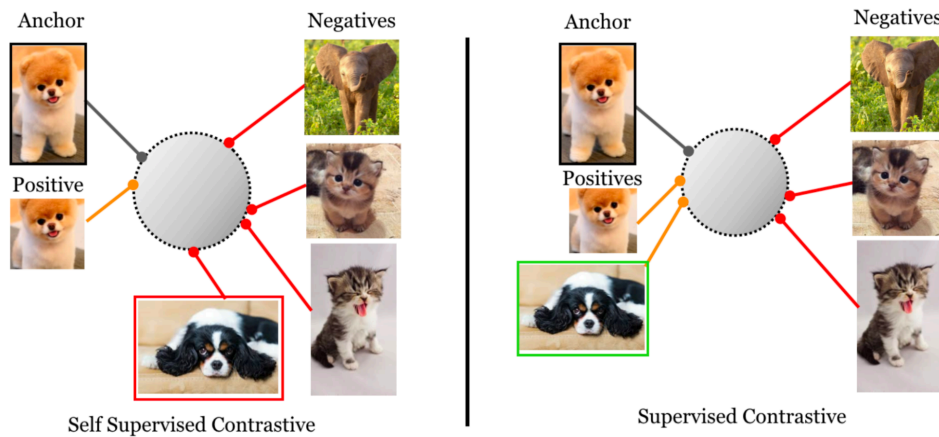 Anchor
Negatives
Positive
Self Supervised Contrastive
Anchor
Negatives
Positives
Supervised Contrastive